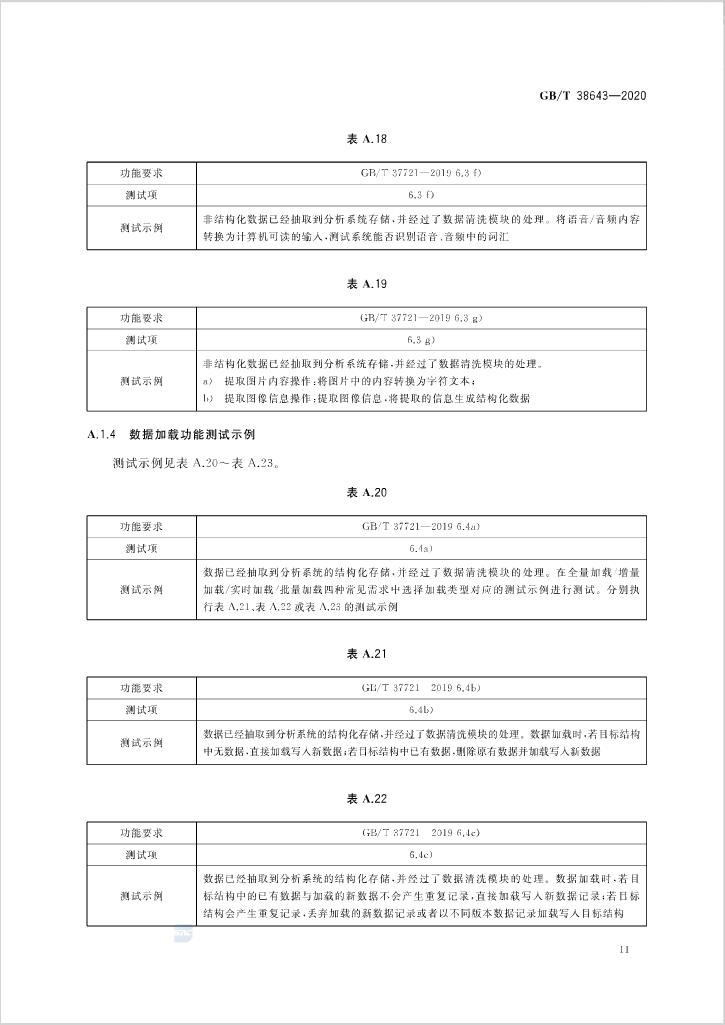 GB/T 38643—2020
表 A.18
功能要求 GB/T 37721—2019 6.3 f)
测试项 6.3 f)
测试示例
非结构化数据已经抽取到分析系统存储,并经过了数据清洗模块的处理。将语音/音频内容
转换为计算机可读的输入,测试系统能否识别语音、音频中的词汇
表 A.19
功能要求 GB/T 37721—2019 6.3 g)
测试项 6.3 g)
测试示例
非结构化数据已经抽取到分析系统存储,并经过了数据清洗模块的处理。
a) 提取图片内容操作:将图片中的内容转换为字符文本;
b) 提取图像信息操作:提取图像信息,将提取的信息生成结构化数据
A.1.4 数据加载功能测试示例
测试示例见表 A.20～表 A.23。
表 A.20
功能要求 GB/T 37721—2019 6.4a)
测试项 6.4a)
测试示例
数据已经抽取到分析系统的结构化存储,并经过了数据清洗模块的处理。在全量加载/增量
加载/实时加载/批量加载四种常见需求中选择加载类型对应的测试示例进行测试。分别执
行表 A.21、表 A.22 或表 A.23 的测试示例
表 A.21
功能要求 GB/T 37721—2019 6.4b)
测试项 6.4b)
测试示例
数据已经抽取到分析系统的结构化存储,并经过了数据清洗模块的处理。数据加载时,若目标结构
中无数据,直接加载写入新数据;若目标结构中已有数据,删除原有数据并加载写入新数据
表 A.22
功能要求 GB/T 37721—2019 6.4c)
测试项 6.4c)
测试示例
数据已经抽取到分析系统的结构化存储,并经过了数据清洗模块的处理。数据加载时,若目
标结构中的已有数据与加载的新数据不会产生重复记录,直接加载写入新数据记录;若目标
结构会产生重复记录,丢弃加载的新数据记录或者以不同版本数据记录加载写入目标结构
11